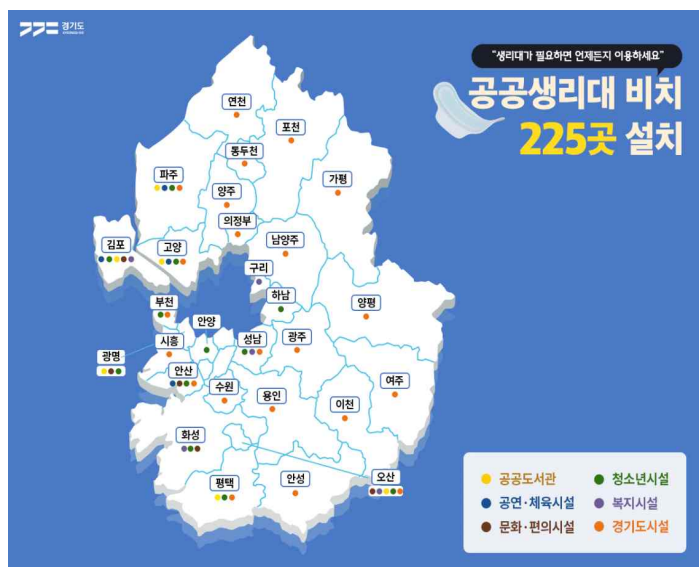 경기도
"생리대가 필요하면 언제든지 이용하세요"
공공생리대 비치
225곳 설치
연천
포천
동두천
파주
가평
양주
의정부
김포
고양
남양주
구리
하남
양평
부천
안양
시흥
성남
광주
광명
안산
수원
용인
이천
여주
화성
평택
안성
오산
공공도서관
청소년시설
공연·체육시설
복지시설
문화·편의시설
경기도시설